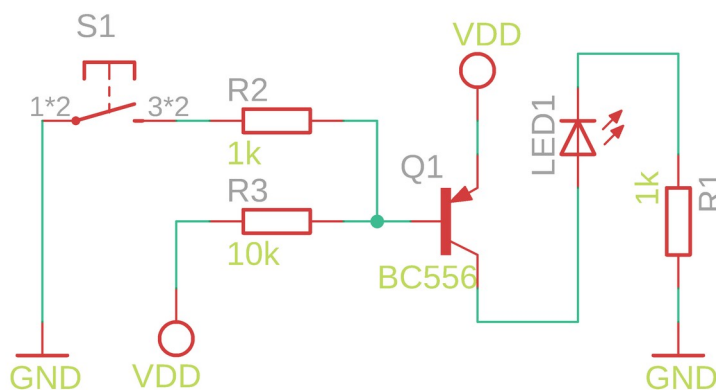 S1
VDD
1*2
3*2
R2
LED1
1k
Q1
R3
1k
R1
10k
BC556
GND
VDD
GND